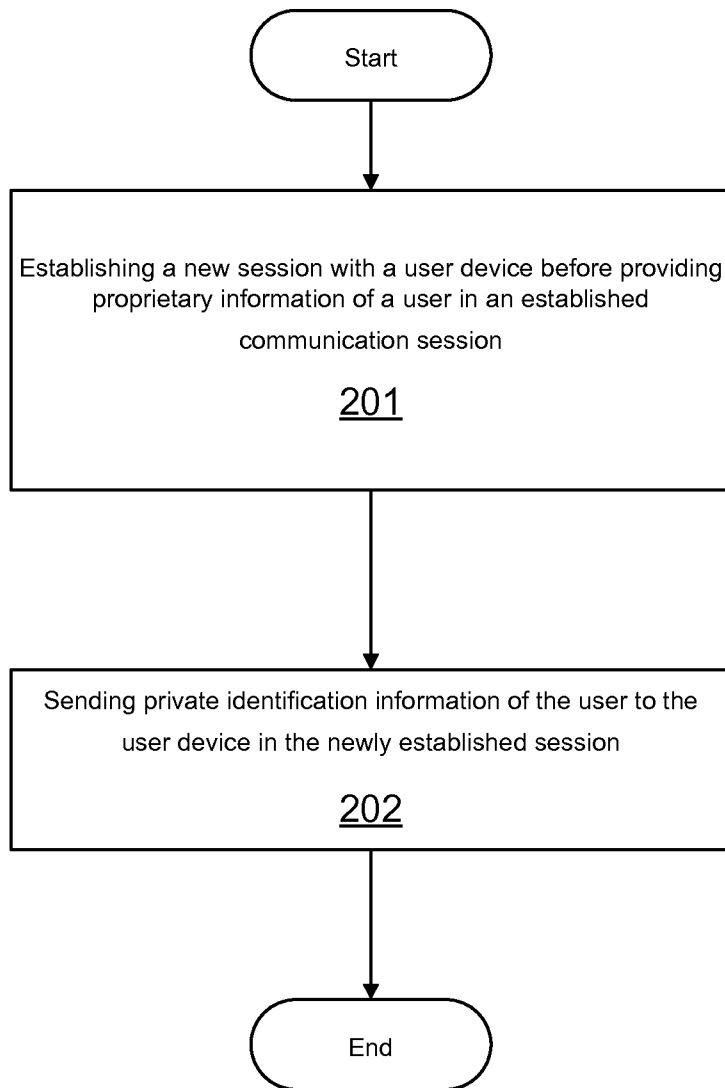 Start
Establishing a new session with a user device before providing
proprietary information of a user in an established
communication session
201
Sending private identification information of the user to the
user device in the newly established session
202
End